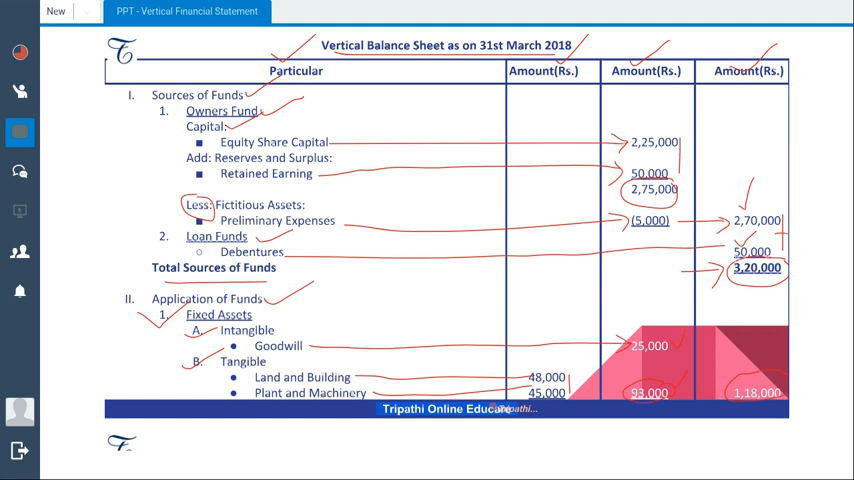 New
PPT - Vertical Financial Statement
Vertical Balance Sheet as on 31st March 2018
Particular Amount(Rs.) Amount(Rs.) Amount(Rs.)
I. Sources of Funds
1. Owners Fund
Capital:
■ Equity Share Capital 2,25,000
Add: Reserves and Surplus:
■ Retained Earning 50,000
2,75,000
Less: Fictitious Assets:
■ Preliminary Expenses (5,000) 2,70,000
2. Loan Funds
○ Debentures 50,000
Total Sources of Funds 3,20,000
II. Application of Funds
1. Fixed Assets
A. Intangible
● Goodwill 25,000
B. Tangible
● Land and Building 48,000
● Plant and Machinery 45,000 93,000 1,18,000
Tripathi Online Educare
Tripathi...